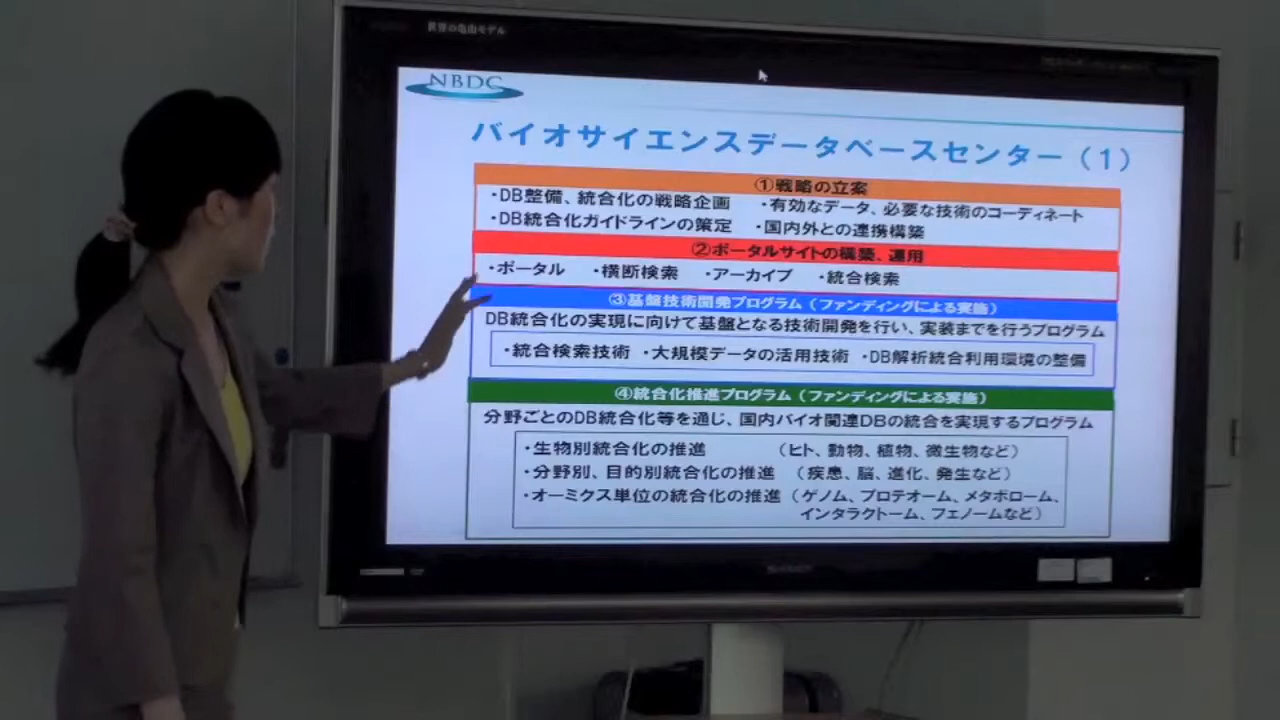 世界の亀山モデル
NBDC
バイオサイエンスデータベースセンター（1）
①戦略の立案
・DB整備、統合化の戦略企画　・有効なデータ、必要な技術のコーディネート
・DB統合化ガイドラインの策定　・国内外との連携構築
②ポータルサイトの構築、運用
・ポータル　・横断検索　・アーカイブ　・統合検索
③基盤技術開発プログラム（ファンディングによる実施）
DB統合化の実現に向けて基盤となる技術開発を行い、実装までを行うプログラム
・統合検索技術　・大規模データの活用技術　・DB解析統合利用環境の整備
④統合化推進プログラム（ファンディングによる実施）
分野ごとのDB統合化等を通じ、国内バイオ関連DBの統合を実現するプログラム
・生物別統合化の推進　（ヒト、動物、植物、微生物など）
・分野別、目的別統合化の推進　（疾患、脳、進化、発生など）
・オーミクス単位の統合化の推進（ゲノム、プロテオーム、メタボローム、
インタラクトーム、フェノームなど）